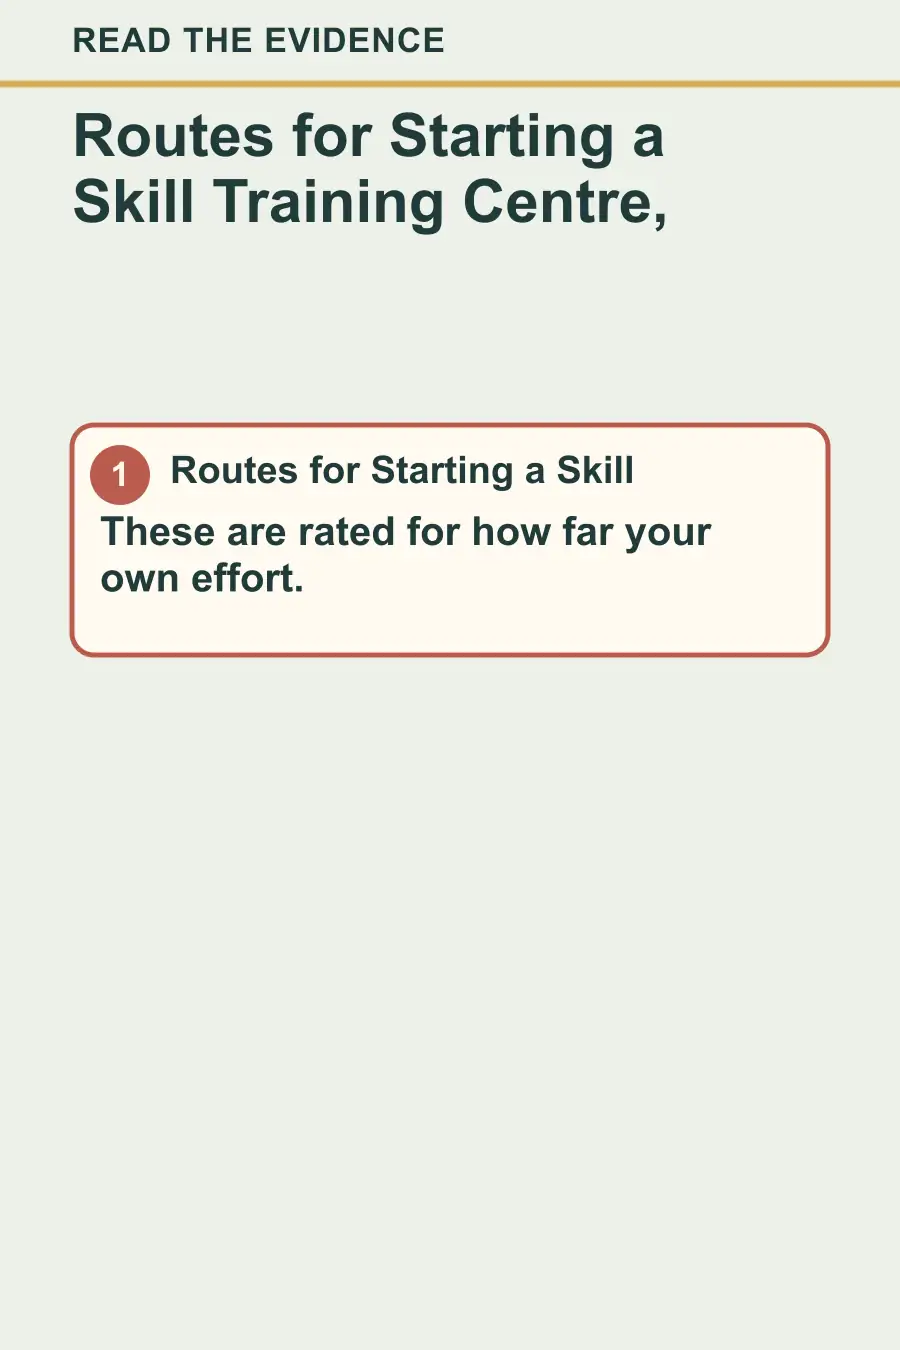 READ THE EVIDENCE
Routes for Starting a
Skill Training Centre,
1 Routes for Starting a Skill
These are rated for how far your
own effort.